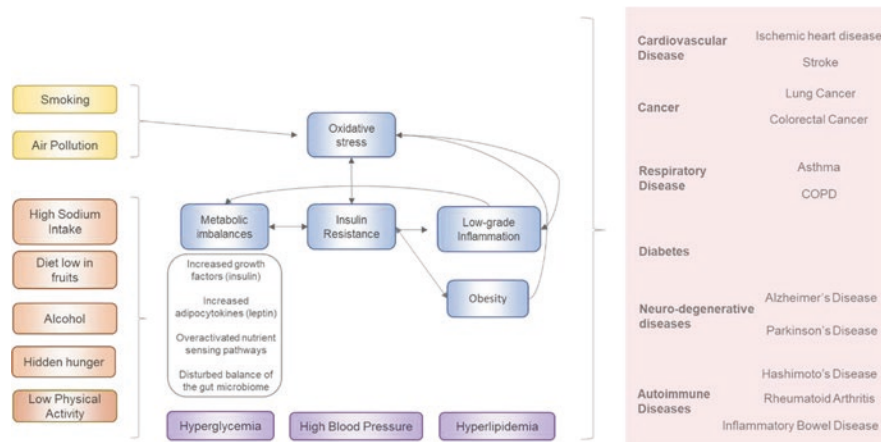 Smoking
Air Pollution
High Sodium
Intake
Diet low in
fruits
Alcohol
Hidden hunger
Low Physical
Activity
Oxidative
stress
Metabolic
imbalances
Insulin
Resistance
Low-grade
Inflammation
Obesity
Increased growth
factors (insulin)
Increased
adipocytokines (leptin)
Overactivated nutrient
sensing pathways
Disturbed balance of
the gut microbiome
Hyperglycemia
High Blood Pressure
Hyperlipidemia
Cardiovascular
Disease
Ischemic heart disease
Stroke
Cancer
Lung Cancer
Colorectal Cancer
Respiratory
Disease
Asthma
COPD
Diabetes
Neuro-degenerative
diseases
Alzheimer's Disease
Parkinson's Disease
Autoimmune
Diseases
Hashimoto's Disease
Rheumatoid Arthritis
Inflammatory Bowel Disease